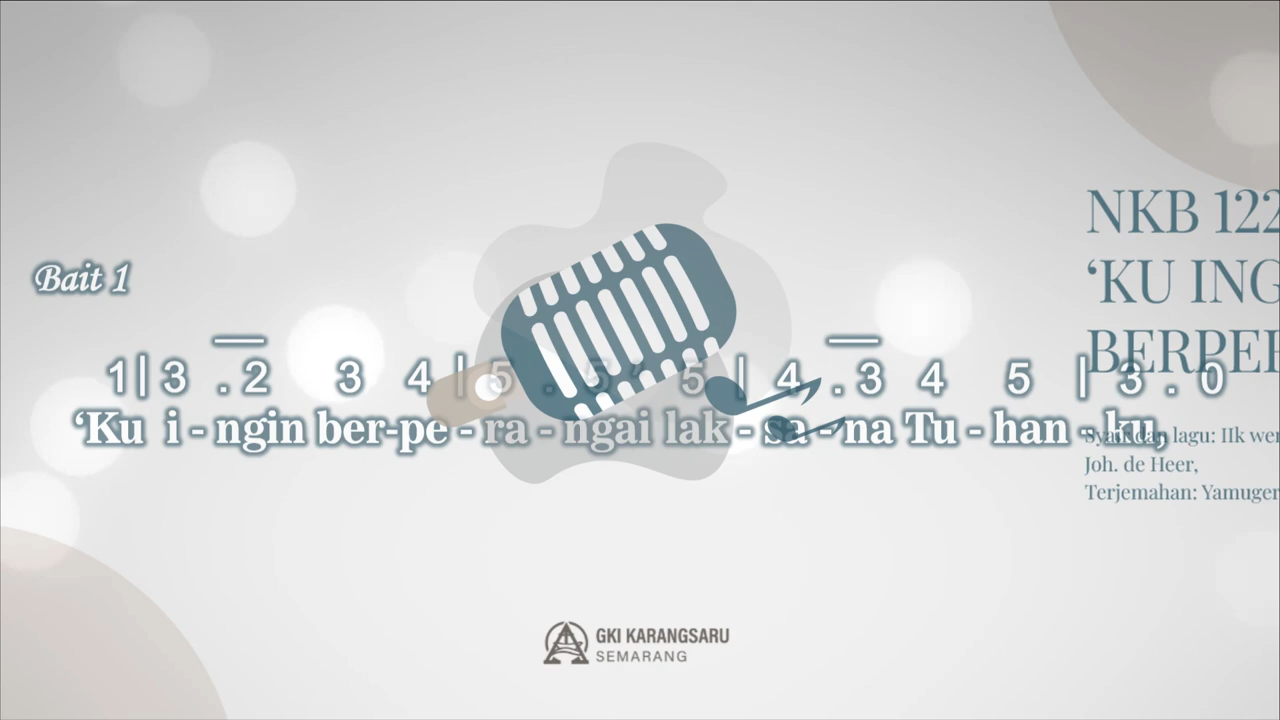 NKB 122
‘KU ING
BERPER
Bait 1
1 | 3 . 2 3 4 | 5 . 5 5 | 4 . 3 4 5 | 3 . 0
‘Ku i - ngin ber-pe - ra - ngai lak - sa - na Tu - han - ku,
Syair dan lagu: Ik wer
Joh. de Heer,
Terjemahan: Yamuger
GKI KARANGSARU
SEMARANG